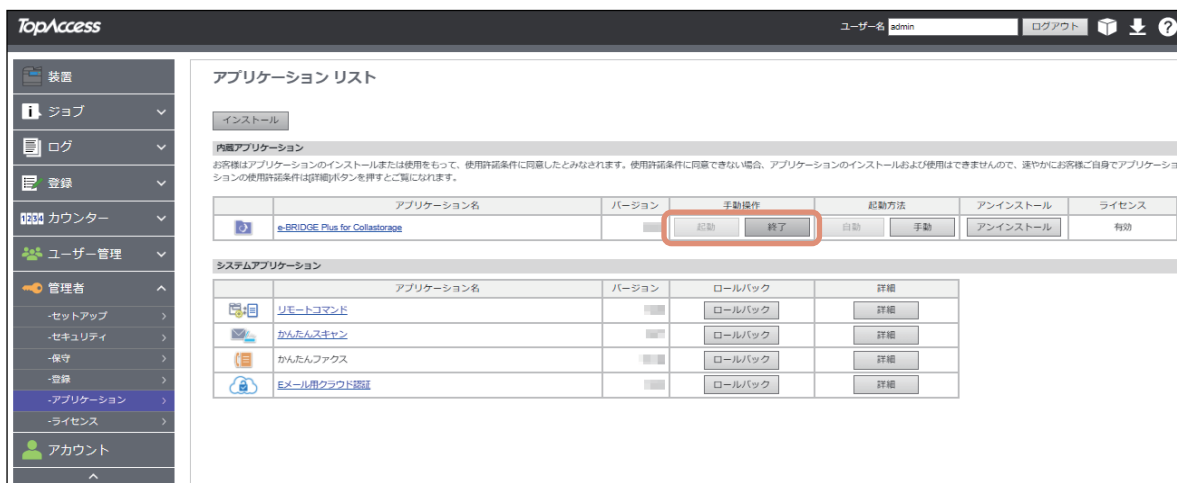 TopAccess
ユーザー名 admin ログアウト
装置
ジョブ
ログ
登録
1234 カウンター
ユーザー管理
管理者
-セットアップ
-セキュリティ
-保守
-登録
-アプリケーション
-ライセンス
アカウント
アプリケーション リスト
インストール
内蔵アプリケーション
お客様はアプリケーションのインストールまたは使用をもって、使用許諾条件に同意したとみなされます。使用許諾条件に同意できない場合、アプリケーションのインストールおよび使用はできませんので、速やかにお客様ご自身でアプリケーショ
ションの使用許諾条件は[詳細]ボタンを押すとご覧になれます。
アプリケーション名 バージョン 手動操作 起動方法 アンインストール ライセンス
e-BRIDGE Plus for Collastorage 起動 終了 自動 手動 アンインストール 有効
システムアプリケーション
アプリケーション名 バージョン ロールバック 詳細
リモートコマンド ロールバック 詳細
かんたんスキャン ロールバック 詳細
かんたんファクス ロールバック 詳細
Eメール用クラウド認証 ロールバック 詳細